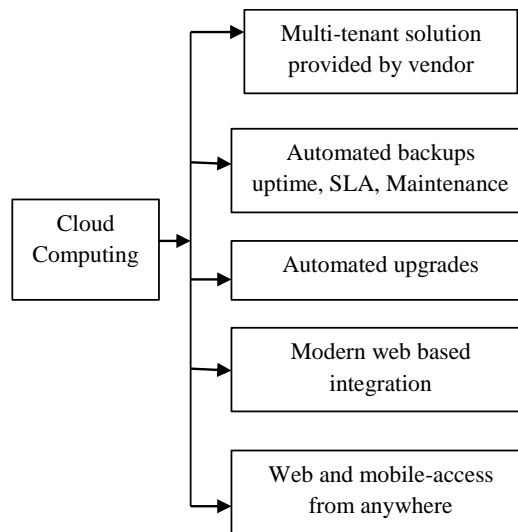 Multi-tenant solution
provided by vendor
Automated backups
uptime, SLA, Maintenance
Cloud
Computing
Automated upgrades
Modern web based
integration
Web and mobile-access
from anywhere